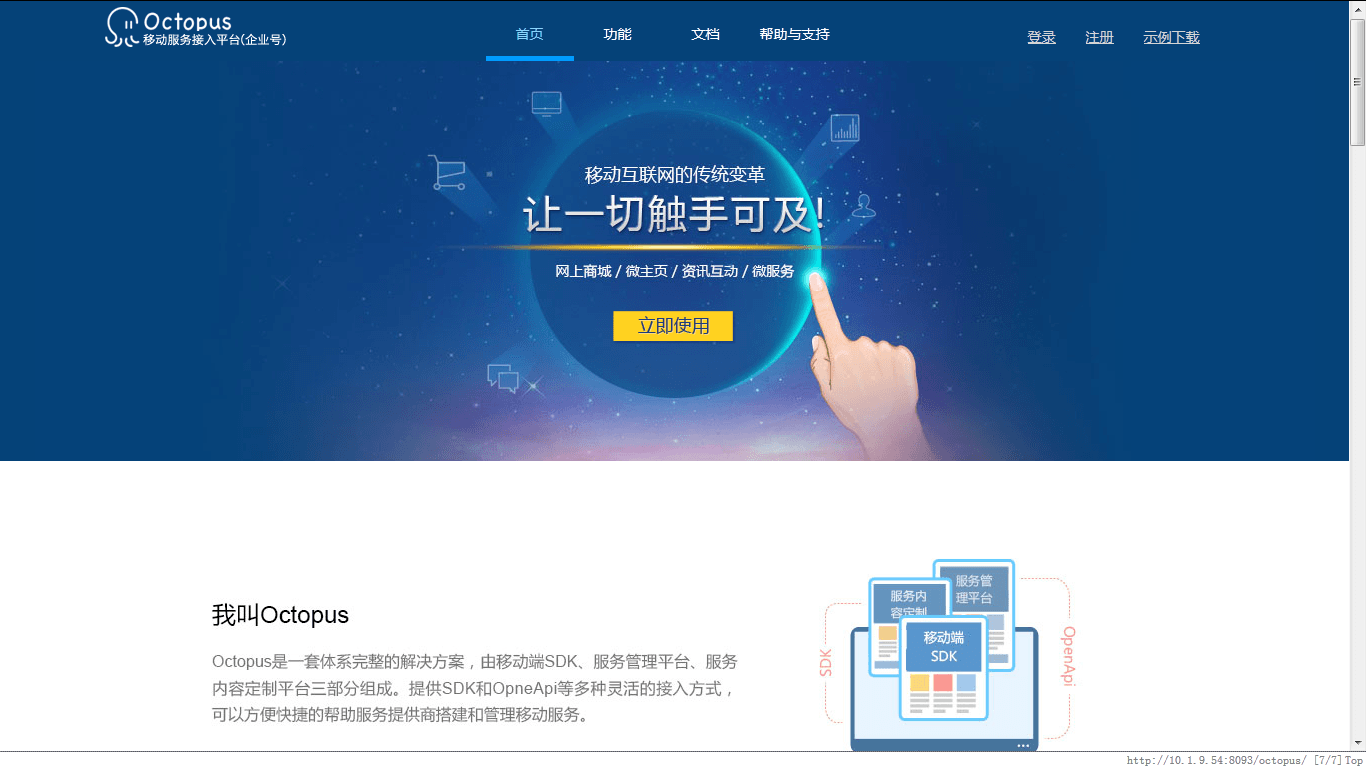 Octopus
移动服务接入平台(企业号)
首页 功能 文档 帮助与支持
登录 注册 示例下载
移动互联网的传统变革
让一切触手可及!
网上商城 / 微主页 / 资讯互动 / 微服务
立即使用
我叫Octopus
Octopus是一套体系完整的解决方案，由移动端SDK、服务管理平台、服务
内容定制平台三部分组成。提供SDK和OpneApi等多种灵活的接入方式，
可以方便快捷的帮助服务提供商搭建和管理移动服务。
服务管
理平台
服务内
容定制
移动端
SDK
SDK
OpenApi
http://10.1.9.54:8093/octopus/ [7/7]Top